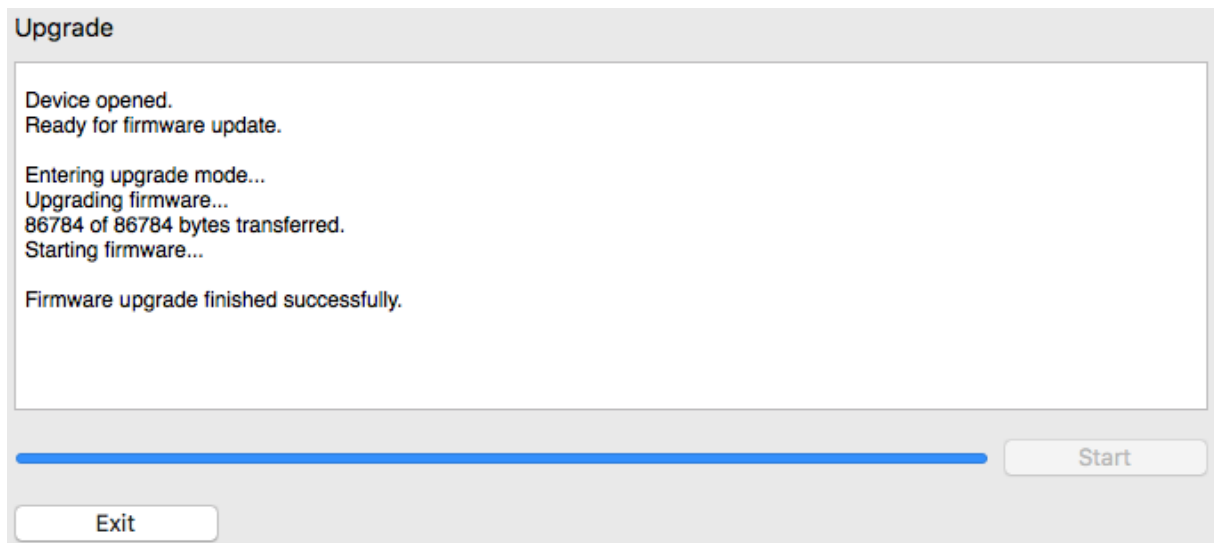 Upgrade
Device opened.
Ready for firmware update.
Entering upgrade mode...
Upgrading firmware...
86784 of 86784 bytes transferred.
Starting firmware...
Firmware upgrade finished successfully.
Start
Exit